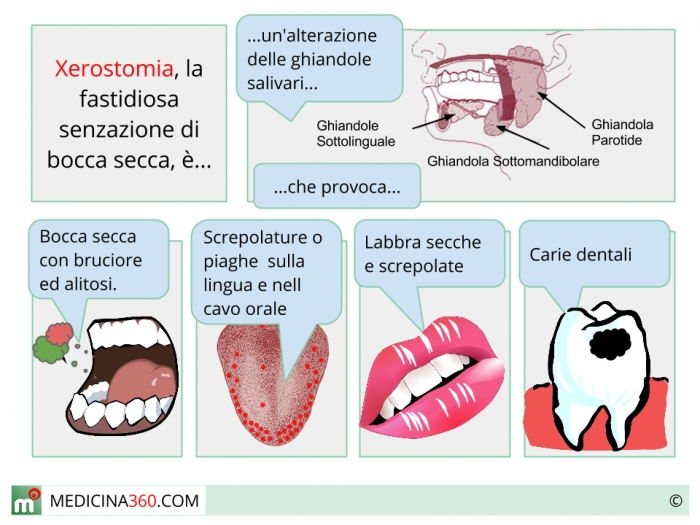 Xerostomia, la
fastidiosa
senzazione di
bocca secca, è...
...un'alterazione
delle ghiandole
salivari...
Ghiandole
Sottolinguale
Ghiandola
Parotide
Ghiandola Sottomandibolare
...che provoca...
Bocca secca
con bruciore
ed alitosi.
Screpolature o
piaghe sulla
lingua e nell
cavo orale
Labbra secche
e screpolate
Carie dentali
m MEDICINA360.COM
©